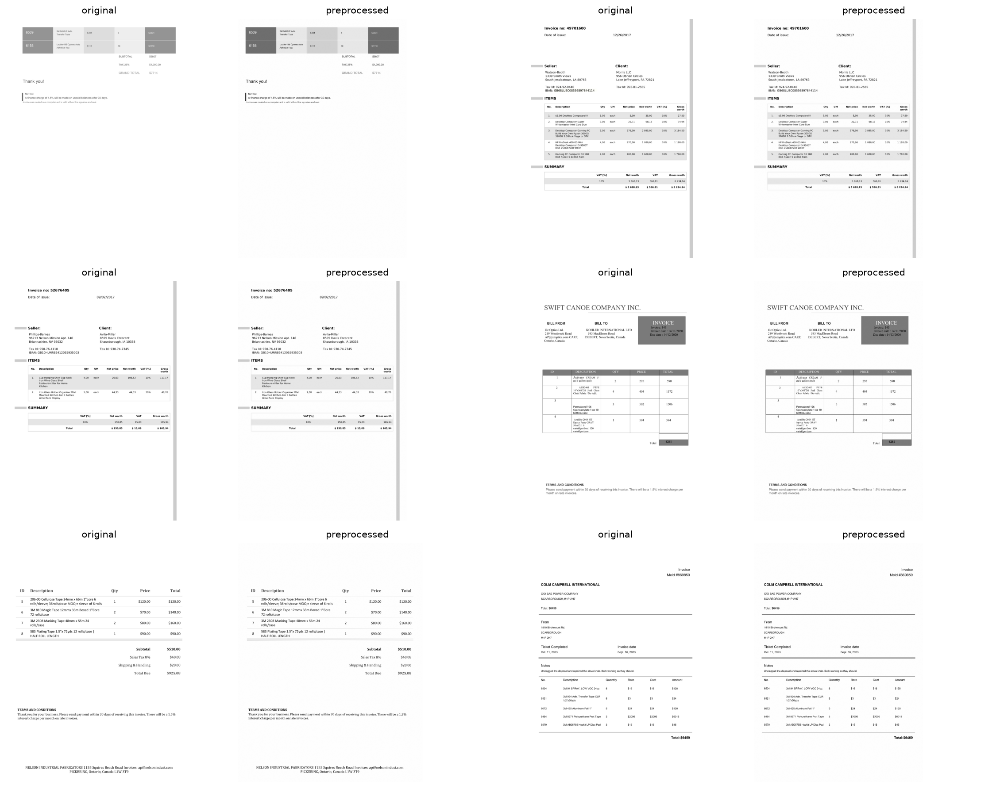 original
6539 3M 9453LE Adh. $394 6 $2364
Transfer Tape
6158 Loctite 495 Cyanoacrylate $111 10 $1110
Adhesive 1oz
SUBTOTAL $9807
TAX 25% $1,300.00
GRAND TOTAL $7714
Thank you!
NOTICE:
A finance charge of 1.5% will be made on unpaid balances after 30 days.
Invoice was created on a computer and is valid without the signature and seal.
preprocessed
6539 3M 9453LE Adh. $394 6 $2364
Transfer Tape
6158 Loctite 495 Cyanoacrylate $111 10 $1110
Adhesive 1oz
SUBTOTAL $9807
TAX 25% $1,300.00
GRAND TOTAL $7714
Thank you!
NOTICE:
A finance charge of 1.5% will be made on unpaid balances after 30 days.
Invoice was created on a computer and is valid without the signature and seal.
original
Invoice no: 49701600
Date of issue: 12/26/2017
Seller: Client:
Watson-Booth Morris LLC
1339 Smith Views 956 Obrien Circles
South Jessicatown, LA 80763 Lake Jeffreyport, PA 72821
Tax Id: 924-92-0446 Tax Id: 993-81-2565
IBAN: GB68LUEC08536897844114
ITEMS
No. Description Qty UM Net price Net worth VAT [%] Gross
worth
1. $5.00 Desktop Computers!!! 5,00 each 5,00 25,00 10% 27,50
2. Desktop Computer Super 3,00 each 22,71 68,13 10% 74,94
Writemaster Intel Core Duo
3. Desktop Computer Gaming PC 5,00 each 579,00 2 895,00 10% 3 184,50
Build Your Own Ryzen 3000G
3200G 3.5Ghz+ Vega or GTX
4. HP ProDesk 400 G5 Mini 4,00 each 270,00 1 080,00 10% 1 188,00
Desktop Computer i5-9500T
8GB 256GB SSD W10P
5. Gaming PC Computer RX 580 4,00 each 400,00 1 600,00 10% 1 760,00
8GB Ryzen 5 2x8GB Ram
SUMMARY
VAT [%] Net worth VAT Gross worth
10% 5 668,13 566,81 6 234,94
Total $ 5 668,13 $ 566,81 $ 6 234,94
preprocessed
Invoice no: 49701600
Date of issue: 12/26/2017
Seller: Client:
Watson-Booth Morris LLC
1339 Smith Views 956 Obrien Circles
South Jessicatown, LA 80763 Lake Jeffreyport, PA 72821
Tax Id: 924-92-0446 Tax Id: 993-81-2565
IBAN: GB68LUEC08536897844114
ITEMS
No. Description Qty UM Net price Net worth VAT [%] Gross
worth
1. $5.00 Desktop Computers!!! 5,00 each 5,00 25,00 10% 27,50
2. Desktop Computer Super 3,00 each 22,71 68,13 10% 74,94
Writemaster Intel Core Duo
3. Desktop Computer Gaming PC 5,00 each 579,00 2 895,00 10% 3 184,50
Build Your Own Ryzen 3000G
3200G 3.5Ghz+ Vega or GTX
4. HP ProDesk 400 G5 Mini 4,00 each 270,00 1 080,00 10% 1 188,00
Desktop Computer i5-9500T
8GB 256GB SSD W10P
5. Gaming PC Computer RX 580 4,00 each 400,00 1 600,00 10% 1 760,00
8GB Ryzen 5 2x8GB Ram
SUMMARY
VAT [%] Net worth VAT Gross worth
10% 5 668,13 566,81 6 234,94
Total $ 5 668,13 $ 566,81 $ 6 234,94
original
Invoice no: 52676405
Date of issue: 09/02/2017
Seller: Client:
Phillips-Barnes Avila-Miller
96213 Nelson Mission Apt. 146 8595 Davis Crescent
Briannashire, NV 95032 Shaunborough, IA 10338
Tax Id: 950-76-4110 Tax Id: 930-74-7345
IBAN: GB10HUNR83412055935003
ITEMS
No. Description Qty UM Net price Net worth VAT [%] Gross
worth
1. Cup Hanging Shelf Cup Rack 4,00 each 26,63 106,52 10% 117,17
Iron Wine Glass Shelf
Restaurant Bar for Home
Kitchen
2. Iron Glass Holder Organizer Wall 1,00 each 44,33 44,33 10% 48,76
Mounted Kitchen Bar 5 Bottles
Wine Rack Display
SUMMARY
VAT [%] Net worth VAT Gross worth
10% 150,85 15,09 165,94
Total $ 150,85 $ 15,09 $ 165,94
preprocessed
Invoice no: 52676405
Date of issue: 09/02/2017
Seller: Client:
Phillips-Barnes Avila-Miller
96213 Nelson Mission Apt. 146 8595 Davis Crescent
Briannashire, NV 95032 Shaunborough, IA 10338
Tax Id: 950-76-4110 Tax Id: 930-74-7345
IBAN: GB10HUNR83412055935003
ITEMS
No. Description Qty UM Net price Net worth VAT [%] Gross
worth
1. Cup Hanging Shelf Cup Rack 4,00 each 26,63 106,52 10% 117,17
Iron Wine Glass Shelf
Restaurant Bar for Home
Kitchen
2. Iron Glass Holder Organizer Wall 1,00 each 44,33 44,33 10% 48,76
Mounted Kitchen Bar 5 Bottles
Wine Rack Display
SUMMARY
VAT [%] Net worth VAT Gross worth
10% 150,85 15,09 165,94
Total $ 150,85 $ 15,09 $ 165,94
original
SWIFT CANOE COMPANY INC.
BILL FROM BILL TO INVOICE
Invoice: 143
Oz Optics Ltd. KOHLER INTERNATIONAL LTD Invoice date : 14/11/2020
219 Westbrook Road 543 MacElmon Road Due date : 14/12/2020
AP@ozoptics.com CARP, DEBERT, Nova Scotia, Canada
Ontario, Canada
ID DESCRIPTION QTY PRICE TOTAL
1 Activator CREAM 5- 2 295 590
gal 5 gallons/pail
2 AEB2461 PTFE 4 404 1572
10"x36YDS 5mil Glass
Cloth Fabric / No Adh.
3 Permabond 106 3 502 1506
Cyanoacrylate 1-oz 10
bottles/case
4 Araldite 2014 HT 1 594 594
Epoxy Paste GRAY
50ml 2:1 6
cartridges/box | 120
cartridges/case
Total 4261
TERMS AND CONDITIONS
Please send payment within 30 days of receiving this invoice. There will be a 1.5% interest charge per
month on late invoices.
preprocessed
SWIFT CANOE COMPANY INC.
BILL FROM BILL TO INVOICE
Invoice: 143
Oz Optics Ltd. KOHLER INTERNATIONAL LTD Invoice date : 14/11/2020
219 Westbrook Road 543 MacElmon Road Due date : 14/12/2020
AP@ozoptics.com CARP, DEBERT, Nova Scotia, Canada
Ontario, Canada
ID DESCRIPTION QTY PRICE TOTAL
1 Activator CREAM 5- 2 295 590
gal 5 gallons/pail
2 AEB2461 PTFE 4 404 1572
10"x36YDS 5mil Glass
Cloth Fabric / No Adh.
3 Permabond 106 3 502 1506
Cyanoacrylate 1-oz 10
bottles/case
4 Araldite 2014 HT 1 594 594
Epoxy Paste GRAY
50ml 2:1 6
cartridges/box | 120
cartridges/case
Total 4261
TERMS AND CONDITIONS
Please send payment within 30 days of receiving this invoice. There will be a 1.5% interest charge per
month on late invoices.
original
ID Description Qty Price Total
5 206-00 Cellulose Tape 24mm x 66m 1"core 6 1 $120.00 $120.00
rolls/sleeve; 36rolls/case MOQ = sleeve of 6 rolls
6 3M 810 Magic Tape 12mmx 33m Boxed 1"Core 2 $70.00 $140.00
72 rolls/case
7 3M 2308 Masking Tape 48mm x 55m 24 2 $80.00 $160.00
rolls/case
8 583 Plating Tape 1.5"x 72yds 12 rolls/case | 1 $90.00 $90.00
HALF ROLL LENGTH
Subtotal $510.00
Sales Tax 8% $40.08
Shipping & Handling $20.00
Total Due $925.08
TERMS AND CONDITIONS
Thank you for your business. Please send payment within 30 days of receiving this invoice. There will be a 1.5%
interest charge per month on late invoices.
NELSON INDUSTRIAL FABRICATORS 1155 Squires Beach Road Invoices: ap@nelsonindust.com
PICKERING, Ontario, Canada L1W 3T9
preprocessed
ID Description Qty Price Total
5 206-00 Cellulose Tape 24mm x 66m 1"core 6 1 $120.00 $120.00
rolls/sleeve; 36rolls/case MOQ = sleeve of 6 rolls
6 3M 810 Magic Tape 12mmx 33m Boxed 1"Core 2 $70.00 $140.00
72 rolls/case
7 3M 2308 Masking Tape 48mm x 55m 24 2 $80.00 $160.00
rolls/case
8 583 Plating Tape 1.5"x 72yds 12 rolls/case | 1 $90.00 $90.00
HALF ROLL LENGTH
Subtotal $510.00
Sales Tax 8% $40.08
Shipping & Handling $20.00
Total Due $925.08
TERMS AND CONDITIONS
Thank you for your business. Please send payment within 30 days of receiving this invoice. There will be a 1.5%
interest charge per month on late invoices.
NELSON INDUSTRIAL FABRICATORS 1155 Squires Beach Road Invoices: ap@nelsonindust.com
PICKERING, Ontario, Canada L1W 3T9
original
Invoice
Meld #869850
COLM CAMPBELL INTERNATIONAL
C/O SAE POWER COMPANY
SCARBOROUGH,M1P 2H7
Total: $6459
From
1810 Birchmount Rd.
SCARBOROUGH
M1P 2H7
Ticket Completed Invoice date
Oct. 11, 2023 Sept. 16, 2023
Notes
Unclogged the disposal and repaired the stove knob. Both working as they should.
No. Description Quantity Rate Cost Amount
6534 3M 94 SPRAY, LOW VOC 24oz 8 $16 $16 $128
6521 3M 924 Adh. Transfer Tape CLR 8 $3 $3 $24
1/2"x36yds
6072 3M 425 Aluminum Foil 1" 5 $24 $24 $120
6464 3M 8671 Polyurethane Prot Tape 3 $2006 $2006 $6018
5579 3M AB05755 Hookit LP Disc Pad 3 $15 $15 $45
Total:$6459
preprocessed
Invoice
Meld #869850
COLM CAMPBELL INTERNATIONAL
C/O SAE POWER COMPANY
SCARBOROUGH,M1P 2H7
Total: $6459
From
1810 Birchmount Rd.
SCARBOROUGH
M1P 2H7
Ticket Completed Invoice date
Oct. 11, 2023 Sept. 16, 2023
Notes
Unclogged the disposal and repaired the stove knob. Both working as they should.
No. Description Quantity Rate Cost Amount
6534 3M 94 SPRAY, LOW VOC 24oz 8 $16 $16 $128
6521 3M 924 Adh. Transfer Tape CLR 8 $3 $3 $24
1/2"x36yds
6072 3M 425 Aluminum Foil 1" 5 $24 $24 $120
6464 3M 8671 Polyurethane Prot Tape 3 $2006 $2006 $6018
5579 3M AB05755 Hookit LP Disc Pad 3 $15 $15 $45
Total:$6459